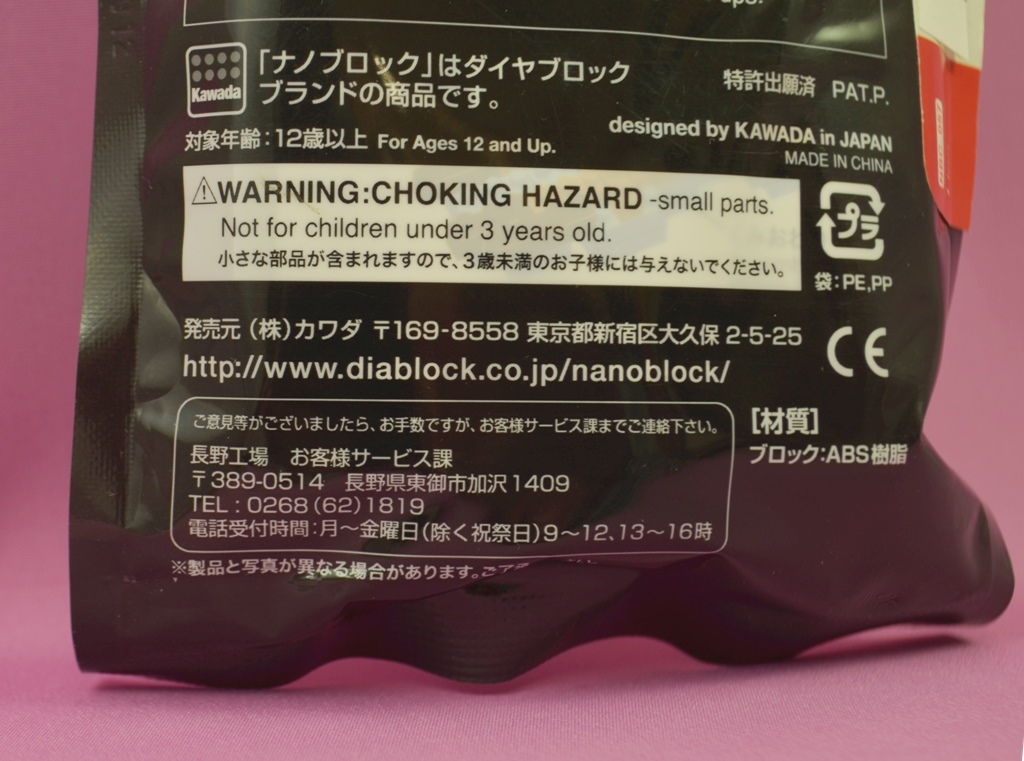 ups.
Kawada
「ナノブロック」はダイヤブロック
ブランドの商品です。
特許出願済 PAT.P.
対象年齢:12歳以上 For Ages 12 and Up.
designed by KAWADA in JAPAN
MADE IN CHINA
⚠WARNING:CHOKING HAZARD -small parts.
Not for children under 3 years old.
小さな部品が含まれますので、3歳未満のお子様には与えないでください。
プラ
袋:PE,PP
発売元(株)カワダ 〒169-8558 東京都新宿区大久保 2-5-25
http://www.diablock.co.jp/nanoblock/
CE
ご意見等がございましたら、お手数ですが、お客様サービス課までご連絡下さい。
長野工場 お客様サービス課
〒389-0514 長野県東御市加沢1409
TEL:0268(62)1819
電話受付時間:月〜金曜日(除く祝祭日)9〜12、13〜16時
[材質]
ブロック:ABS樹脂
※製品と写真が異なる場合があります。